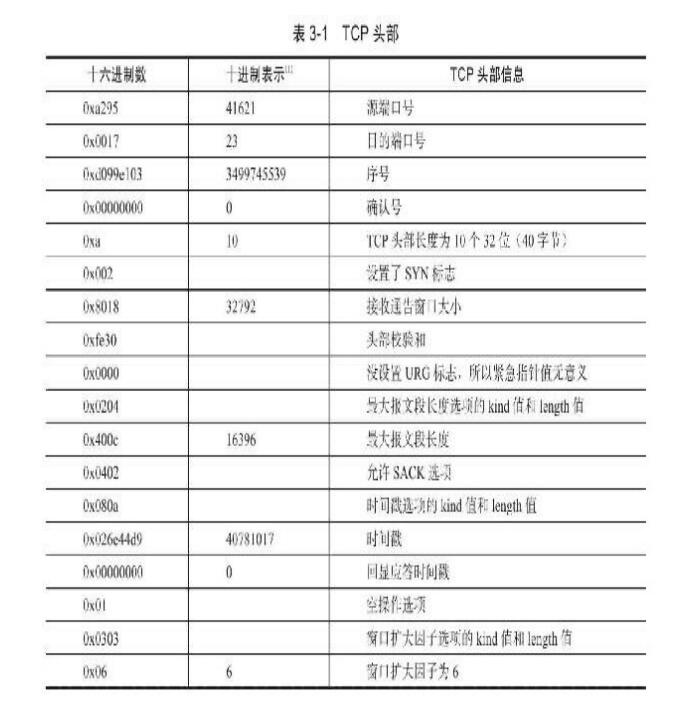 表 3-1 TCP 头部
十六进制数 十进制表示[1] TCP 头部信息
0xa295 41621 源端口号
0x0017 23 目的端口号
0xd099e103 3499745539 序号
0x00000000 0 确认号
0xa 10 TCP 头部长度为 10 个 32 位（40 字节）
0x002 设置了 SYN 标志
0x8018 32792 接收通告窗口大小
0xfe30 头部校验和
0x0000 没设置 URG 标志，所以紧急指针值无意义
0x0204 最大报文段长度选项的 kind 值和 length 值
0x400c 16396 最大报文段长度
0x0402 允许 SACK 选项
0x080a 时间戳选项的 kind 值和 length 值
0x026e44d9 40781017 时间戳
0x00000000 0 回显应答时间戳
0x01 空操作选项
0x0303 窗口扩大因子选项的 kind 值和 length 值
0x06 6 窗口扩大因子为 6